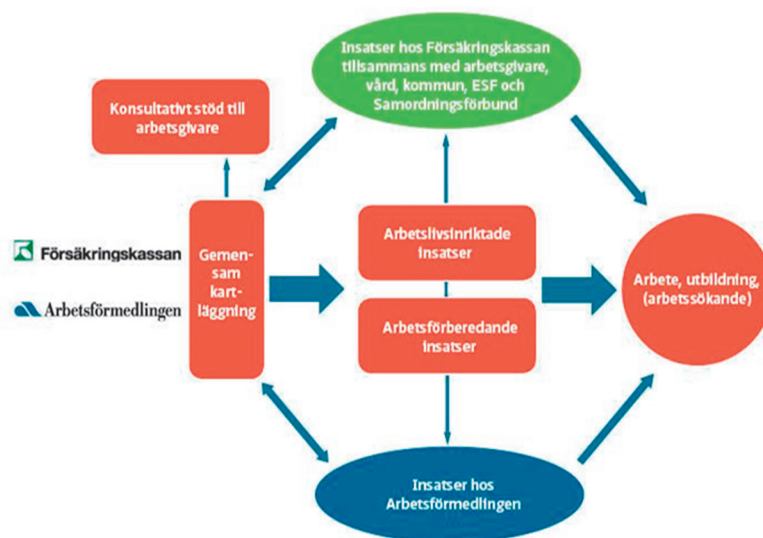 Insatser hos Försäkringskassan
tillsammans med arbetsgivare,
vård, kommun, ESF och
Samordningsförbund
Konsultativt stöd till
arbetsgivare
Försäkringskassan
Arbetsförmedlingen
Gemen-
sam
kart-
läggning
Arbetslivsinriktade
insatser
Arbetsförberedande
insatser
Arbete, utbildning,
(arbetssökande)
Insatser hos
Arbetsförmedlingen